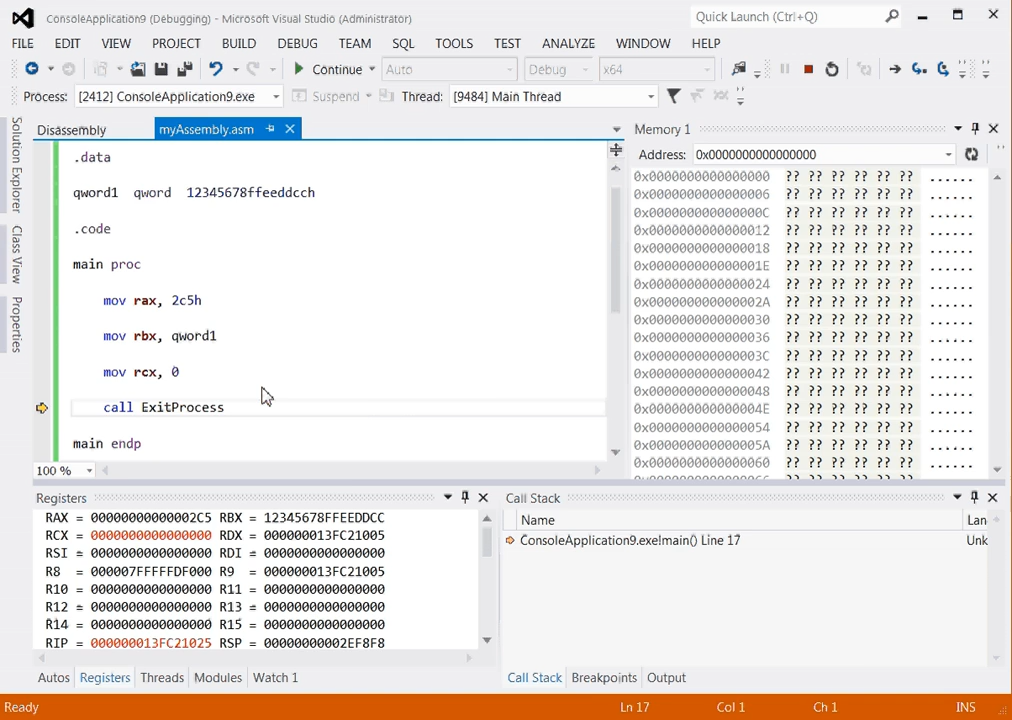 ConsoleApplication9 (Debugging) - Microsoft Visual Studio (Administrator)
Quick Launch (Ctrl+Q)
FILE EDIT VIEW PROJECT BUILD DEBUG TEAM SQL TOOLS TEST ANALYZE WINDOW HELP
Continue Auto Debug x64
Process: [2412] ConsoleApplication9.exe Suspend Thread: [9484] Main Thread
Solution Explorer
Class View
Properties
Disassembly myAssembly.asm
.data
qword1 qword 12345678ffeeddcch
.code
main proc
mov rax, 2c5h
mov rbx, qword1
mov rcx, 0
call ExitProcess
main endp
100 %
Memory 1
Address: 0x0000000000000000
0x0000000000000000 ?? ?? ?? ?? ?? ?? ......
0x0000000000000006 ?? ?? ?? ?? ?? ?? ......
0x000000000000000C ?? ?? ?? ?? ?? ?? ......
0x0000000000000012 ?? ?? ?? ?? ?? ?? ......
0x0000000000000018 ?? ?? ?? ?? ?? ?? ......
0x000000000000001E ?? ?? ?? ?? ?? ?? ......
0x0000000000000024 ?? ?? ?? ?? ?? ?? ......
0x000000000000002A ?? ?? ?? ?? ?? ?? ......
0x0000000000000030 ?? ?? ?? ?? ?? ?? ......
0x0000000000000036 ?? ?? ?? ?? ?? ?? ......
0x000000000000003C ?? ?? ?? ?? ?? ?? ......
0x0000000000000042 ?? ?? ?? ?? ?? ?? ......
0x0000000000000048 ?? ?? ?? ?? ?? ?? ......
0x000000000000004E ?? ?? ?? ?? ?? ?? ......
0x0000000000000054 ?? ?? ?? ?? ?? ?? ......
0x000000000000005A ?? ?? ?? ?? ?? ?? ......
0x0000000000000060 ?? ?? ?? ?? ?? ?? ......
Registers
RAX = 00000000000002C5 RBX = 12345678FFEEDDCC
RCX = 0000000000000000 RDX = 000000013FC21005
RSI = 0000000000000000 RDI = 0000000000000000
R8 = 000007FFFFFDF000 R9 = 000000013FC21005
R10 = 0000000000000000 R11 = 0000000000000000
R12 = 0000000000000000 R13 = 0000000000000000
R14 = 0000000000000000 R15 = 0000000000000000
RIP = 000000013FC21025 RSP = 00000000002EF8F8
Autos Registers Threads Modules Watch 1
Call Stack
Name Lan
ConsoleApplication9.exe!main() Line 17 Unk
Call Stack Breakpoints Output
Ready Ln 17 Col 1 Ch 1 INS